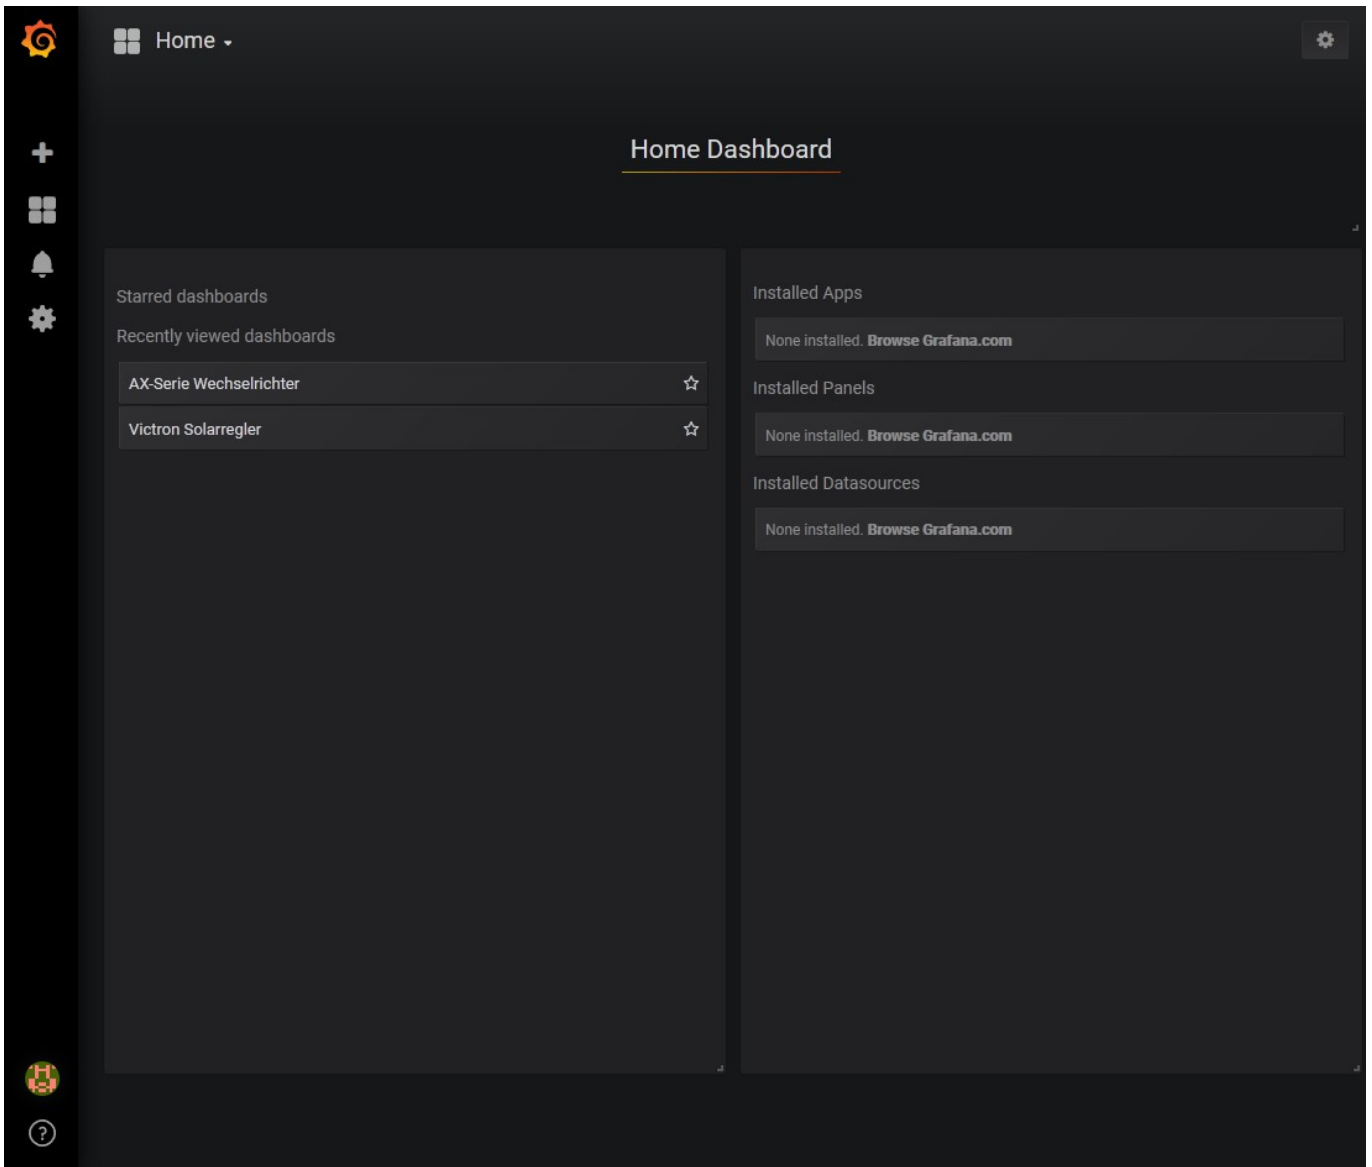 Home
Home Dashboard
Starred dashboards
Recently viewed dashboards
AX-Serie Wechselrichter
Victron Solarregler
Installed Apps
None installed. Browse Grafana.com
Installed Panels
None installed. Browse Grafana.com
Installed Datasources
None installed. Browse Grafana.com